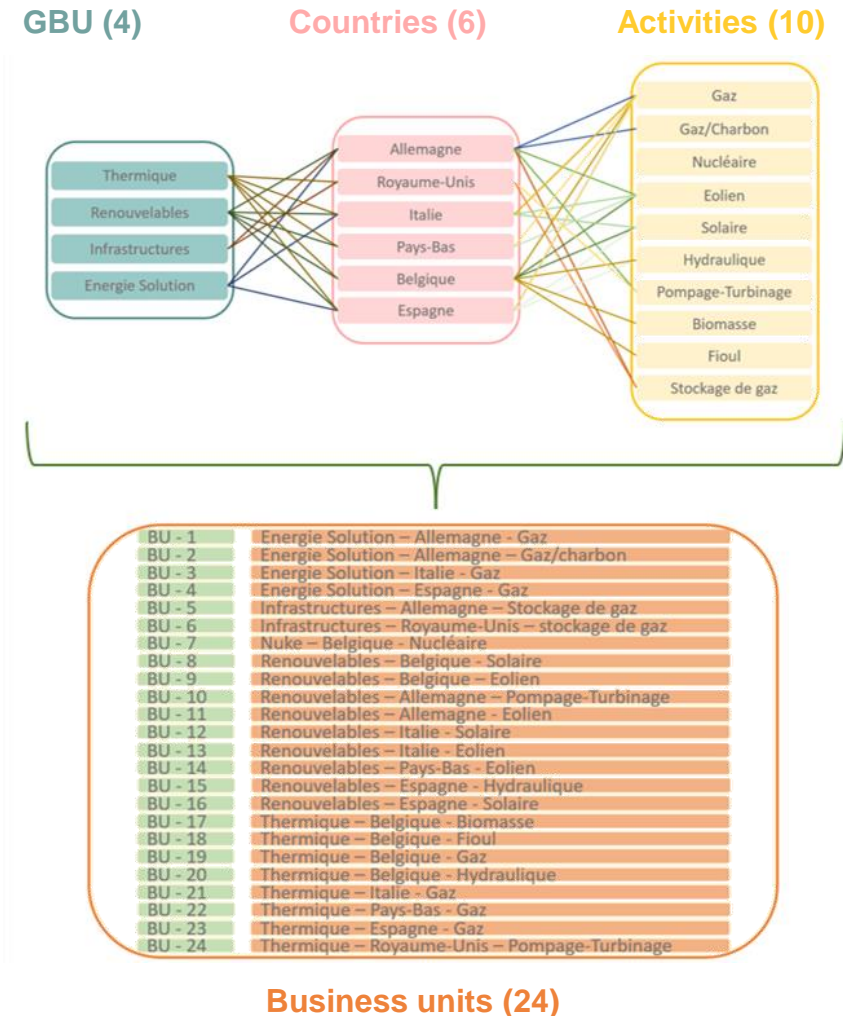 GBU (4) Countries (6) Activities (10)
Thermique
Renouvelables
Infrastructures
Energie Solution
Allemagne
Royaume-Unis
Italie
Pays-Bas
Belgique
Espagne
Gaz
Gaz/Charbon
Nucléaire
Eolien
Solaire
Hydraulique
Pompage-Turbinage
Biomasse
Fioul
Stockage de gaz
BU - 1 Energie Solution – Allemagne - Gaz
BU - 2 Energie Solution – Allemagne – Gaz/charbon
BU - 3 Energie Solution – Italie - Gaz
BU - 4 Energie Solution – Espagne - Gaz
BU - 5 Infrastructures – Allemagne – Stockage de gaz
BU - 6 Infrastructures – Royaume-Unis – stockage de gaz
BU - 7 Nuke – Belgique - Nucléaire
BU - 8 Renouvelables – Belgique - Solaire
BU - 9 Renouvelables – Belgique – Eolien
BU - 10 Renouvelables – Allemagne – Pompage-Turbinage
BU - 11 Renouvelables – Allemagne - Eolien
BU - 12 Renouvelables – Italie - Solaire
BU - 13 Renouvelables – Italie - Eolien
BU - 14 Renouvelables – Pays-Bas - Eolien
BU - 15 Renouvelables – Espagne - Hydraulique
BU - 16 Renouvelables – Espagne - Solaire
BU - 17 Thermique – Belgique - Biomasse
BU - 18 Thermique – Belgique - Fioul
BU - 19 Thermique – Belgique - Gaz
BU - 20 Thermique – Belgique - Hydraulique
BU - 21 Thermique – Italie - Gaz
BU - 22 Thermique – Pays-Bas - Gaz
BU - 23 Thermique – Espagne - Gaz
BU - 24 Thermique – Royaume-Unis – Pompage-Turbinage
Business units (24)